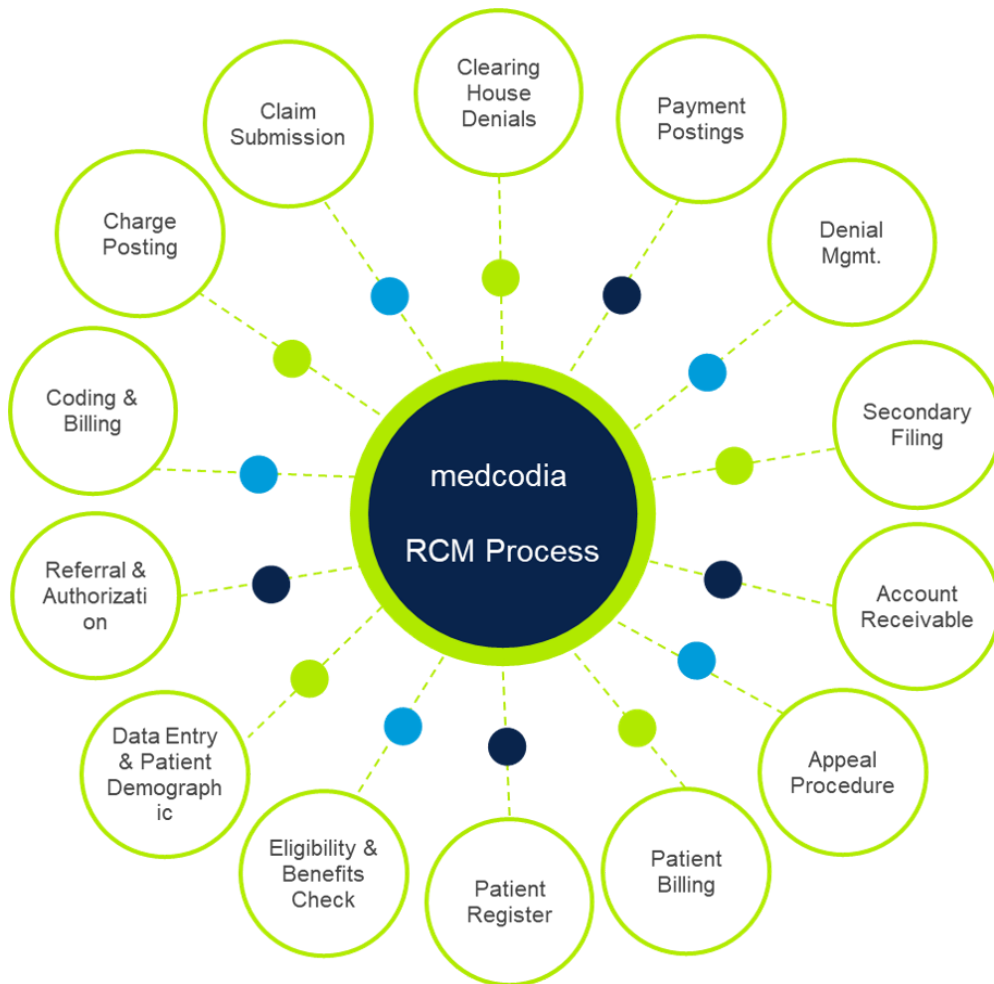 Clearing
House
Denials
Claim
Submission
Payment
Postings
Charge
Posting
Denial
Mgmt.
Coding &
Billing
Secondary
Filing
medcodia
RCM Process
Referral &
Authorizati
on
Account
Receivable
Data Entry
& Patient
Demograph
ic
Appeal
Procedure
Eligibility &
Benefits
Check
Patient
Register
Patient
Billing